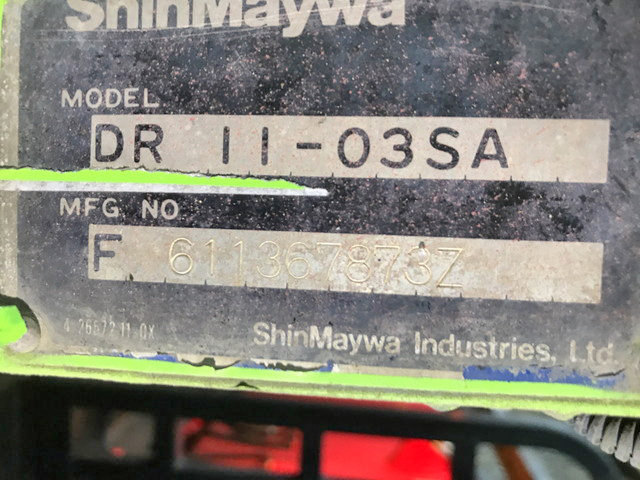 ShinMaywa
MODEL
DR 11-03SA
MFG NO
F 611367873Z
ShinMaywa Industries, Ltd.